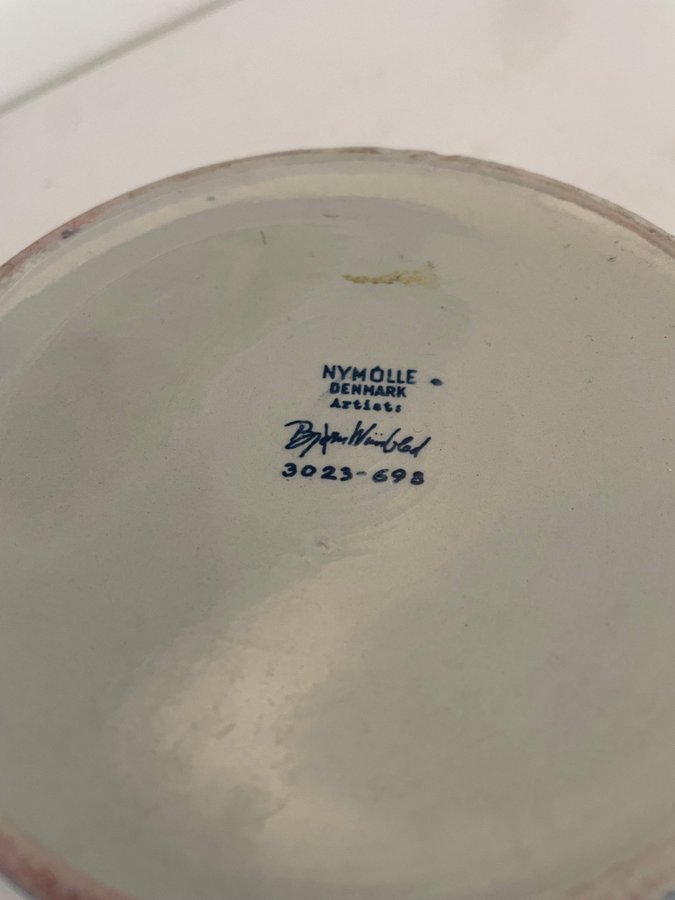 NYMÖLLE
DENMARK
Artist:
Bjørn Wiinblad
3023-698